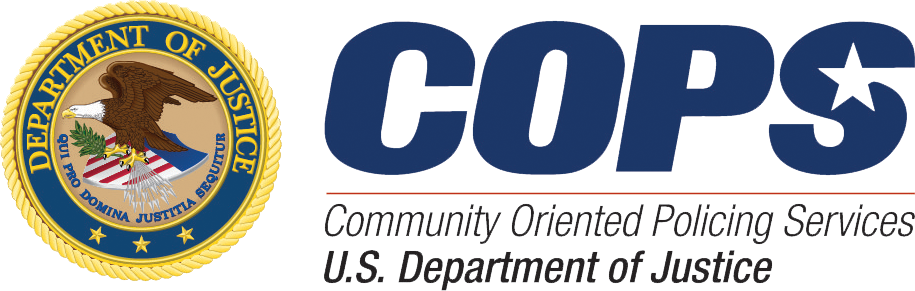 DEPARTMENT OF JUSTICE
QUI PRO DOMINA JUSTITIA SEQUITUR
COPS
Community Oriented Policing Services
U.S. Department of Justice